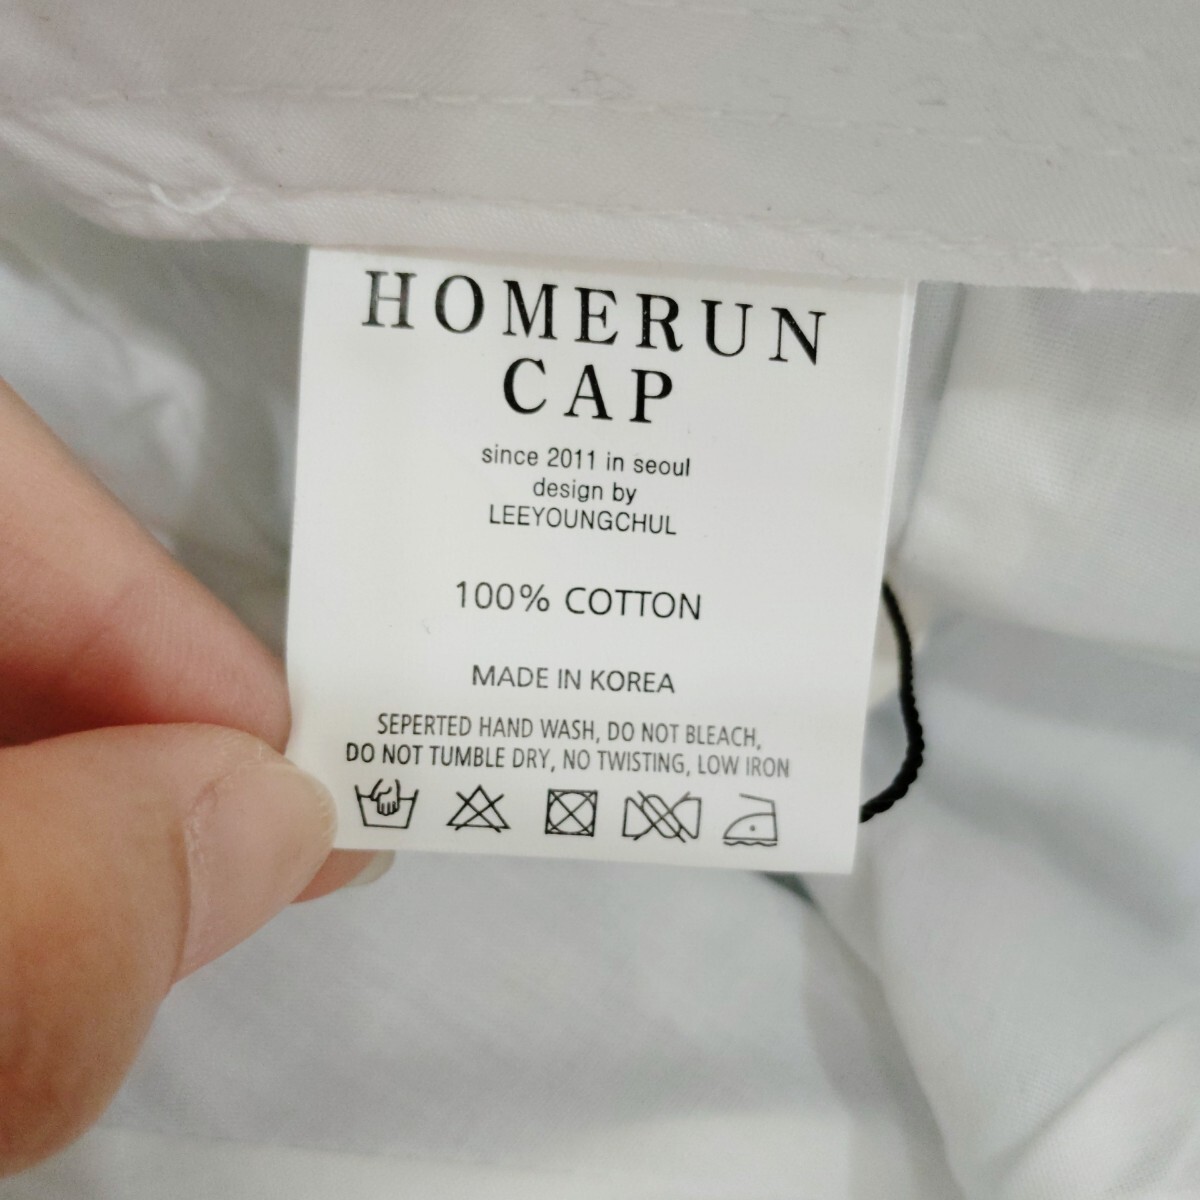 HOMERUN
CAP
since 2011 in seoul
design by
LEEYOUNGCHUL
100% COTTON
MADE IN KOREA
SEPERTED HAND WASH, DO NOT BLEACH,
DO NOT TUMBLE DRY, NO TWISTING, LOW IRON